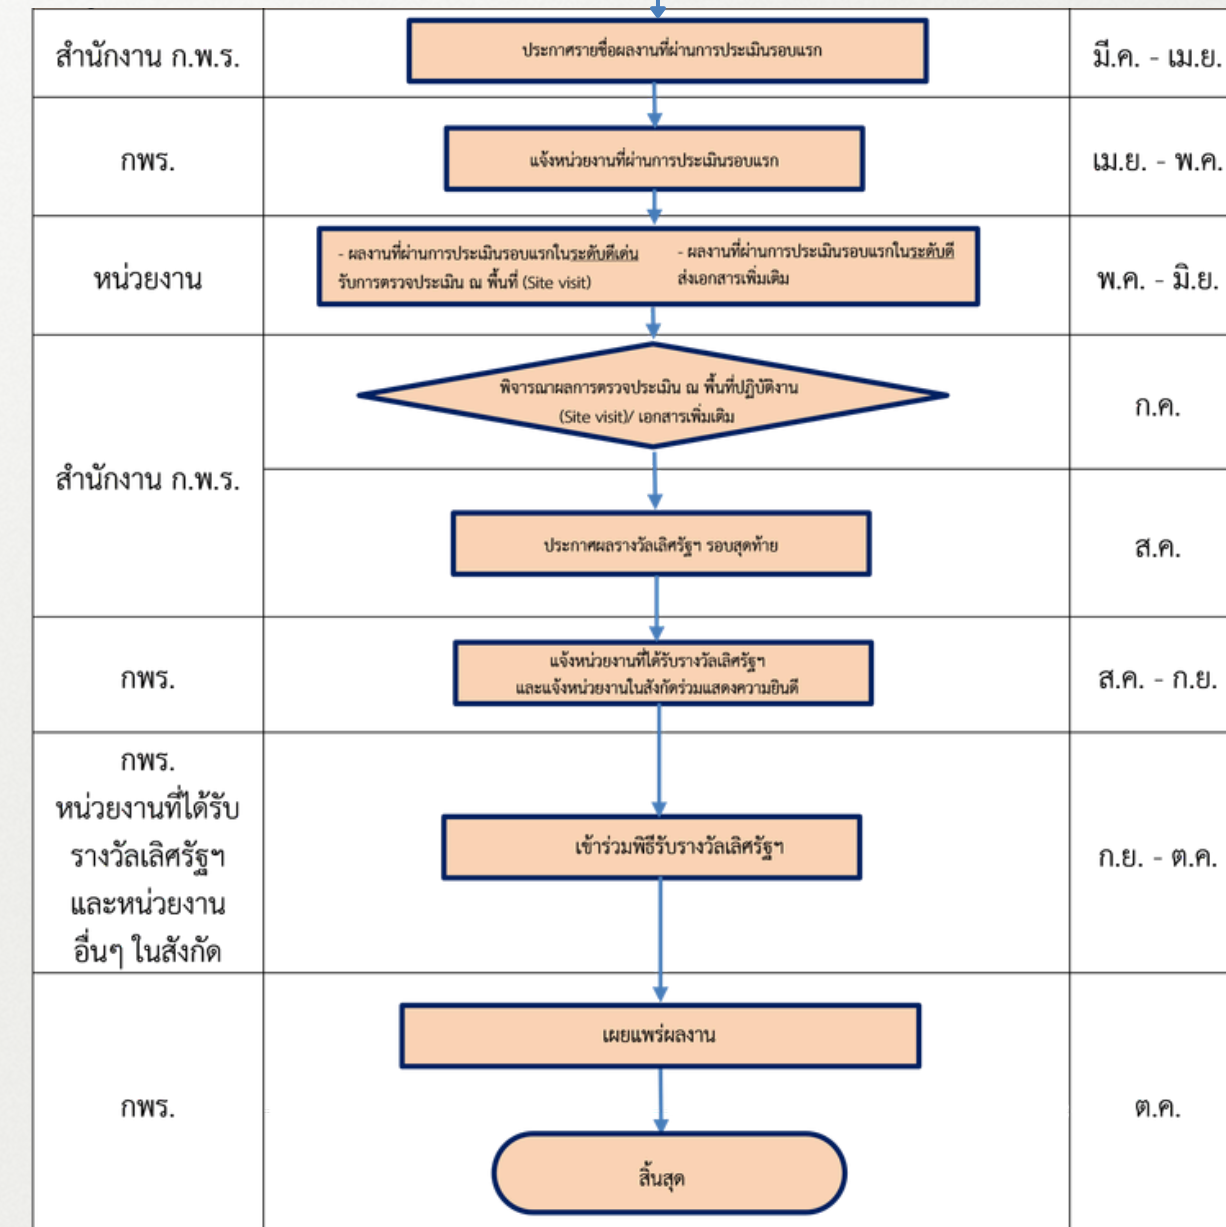 สำนักงาน ก.พ.ร.
ประกาศรายชื่อผลงานที่ผ่านการประเมินรอบแรก
มี.ค. - เม.ย.
กพร.
แจ้งหน่วยงานที่ผ่านการประเมินรอบแรก
เม.ย. - พ.ค.
หน่วยงาน
- ผลงานที่ผ่านการประเมินรอบแรกในระดับดีเด่น
รับการตรวจประเมิน ณ พื้นที่ (Site visit)
- ผลงานที่ผ่านการประเมินรอบแรกในระดับดี
ส่งเอกสารเพิ่มเติม
พ.ค. - มิ.ย.
สำนักงาน ก.พ.ร.
พิจารณาผลการตรวจประเมิน ณ พื้นที่ปฏิบัติงาน
(Site visit)/ เอกสารเพิ่มเติม
ก.ค.
ประกาศผลรางวัลเลิศรัฐฯ รอบสุดท้าย
ส.ค.
กพร.
แจ้งหน่วยงานที่ได้รับรางวัลเลิศรัฐฯ
และแจ้งหน่วยงานในสังกัดร่วมแสดงความยินดี
ส.ค. - ก.ย.
กพร.
หน่วยงานที่ได้รับ
รางวัลเลิศรัฐฯ
และหน่วยงาน
อื่นๆ ในสังกัด
เข้าร่วมพิธีรับรางวัลเลิศรัฐฯ
ก.ย. - ต.ค.
กพร.
เผยแพร่ผลงาน
ต.ค.
สิ้นสุด